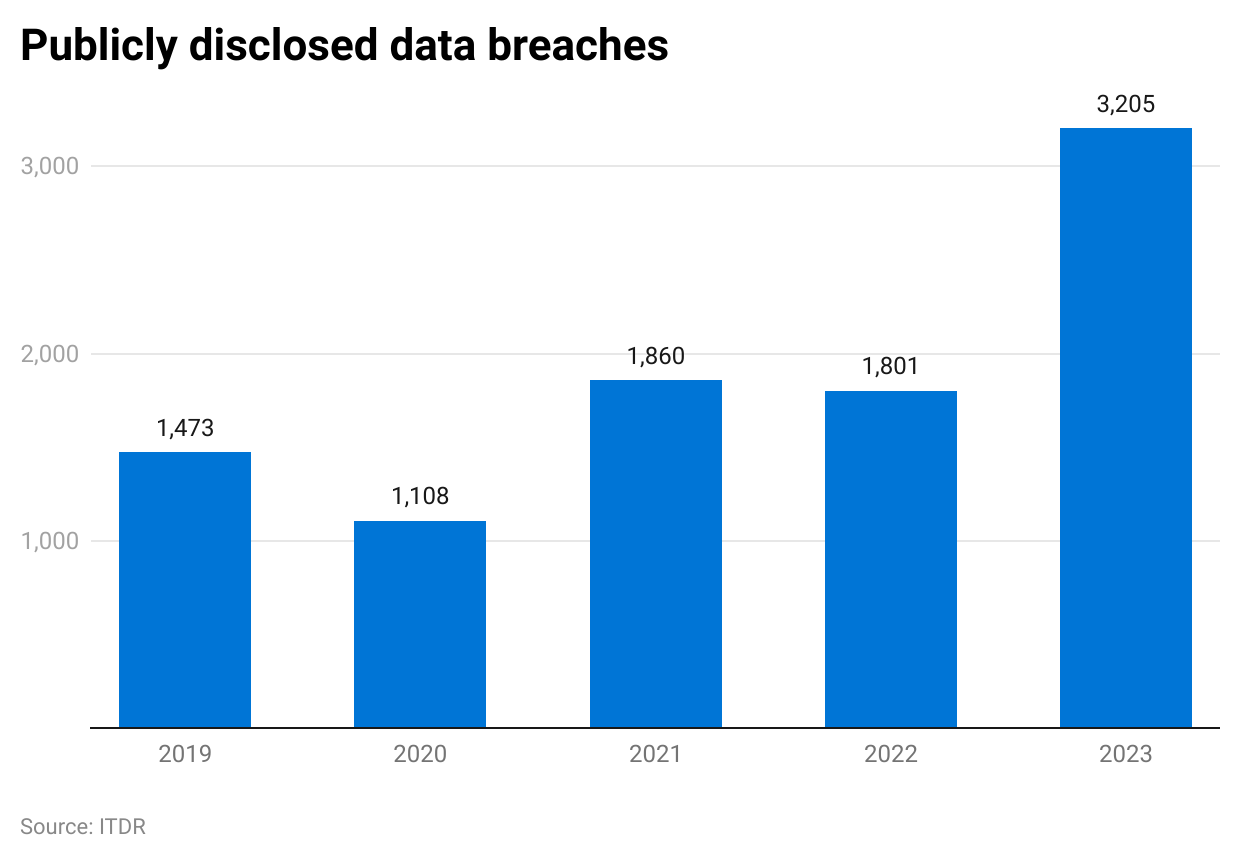 Publicly disclosed data breaches
3,205
3,000
2,000
1,860
1,801
1,473
1,108
1,000
2019 2020 2021 2022 2023
Source: ITDR